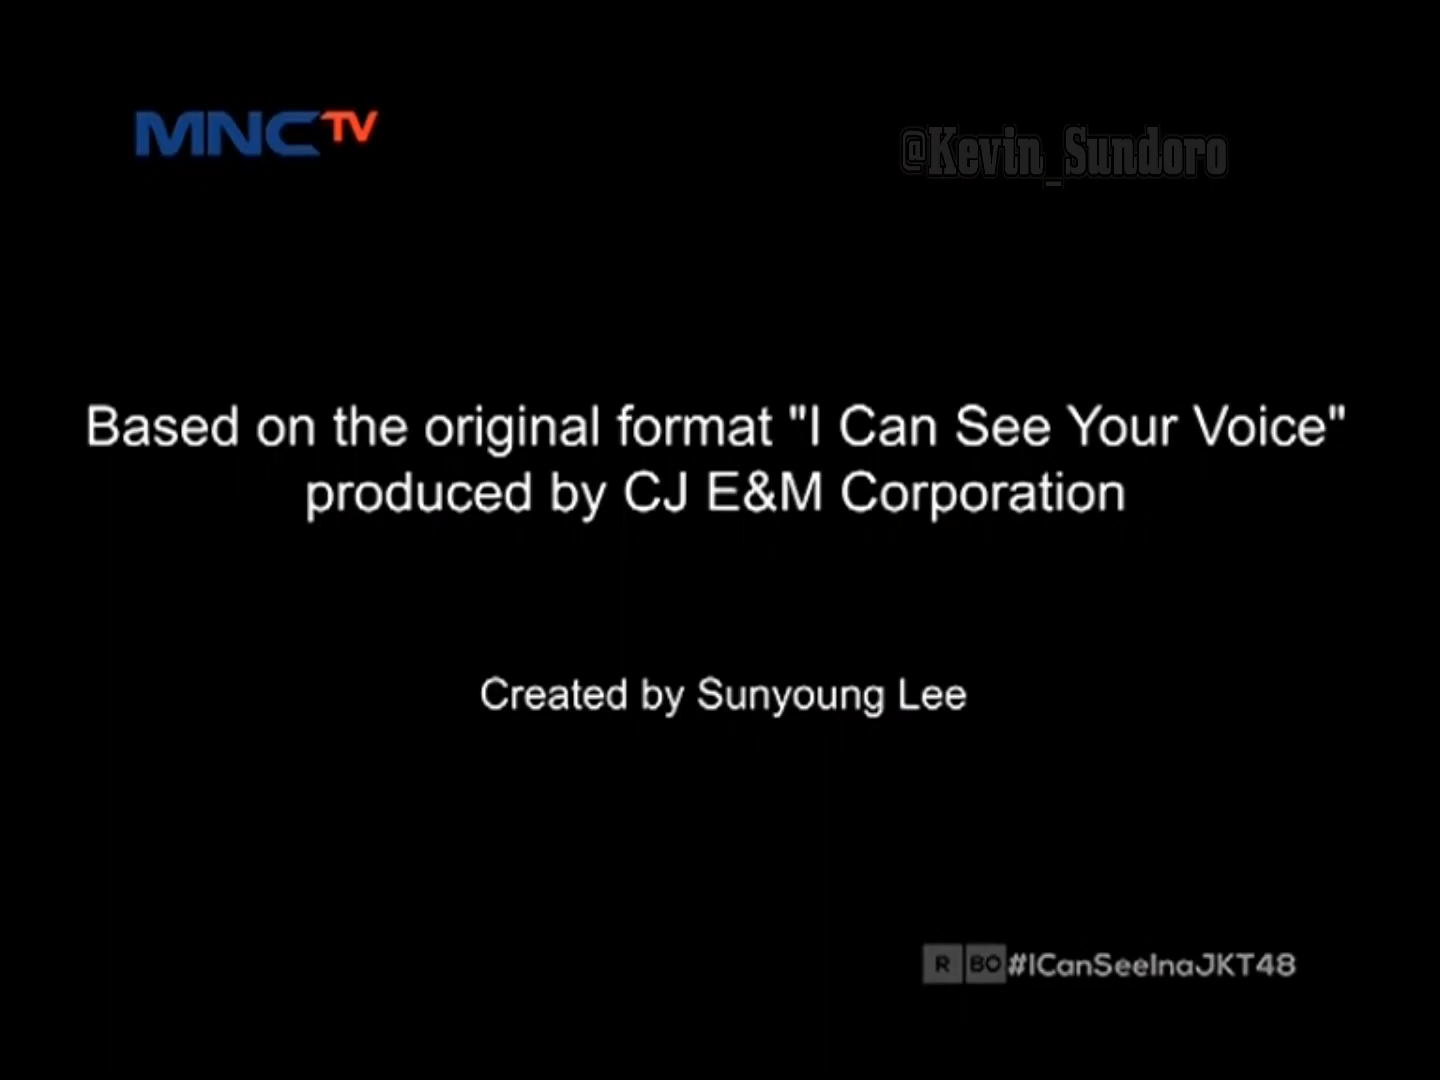 MNCTV
@Kevin_Sundoro
Based on the original format "I Can See Your Voice"
produced by CJ E&M Corporation
Created by Sunyoung Lee
R BO #ICanSeeInaJKT48